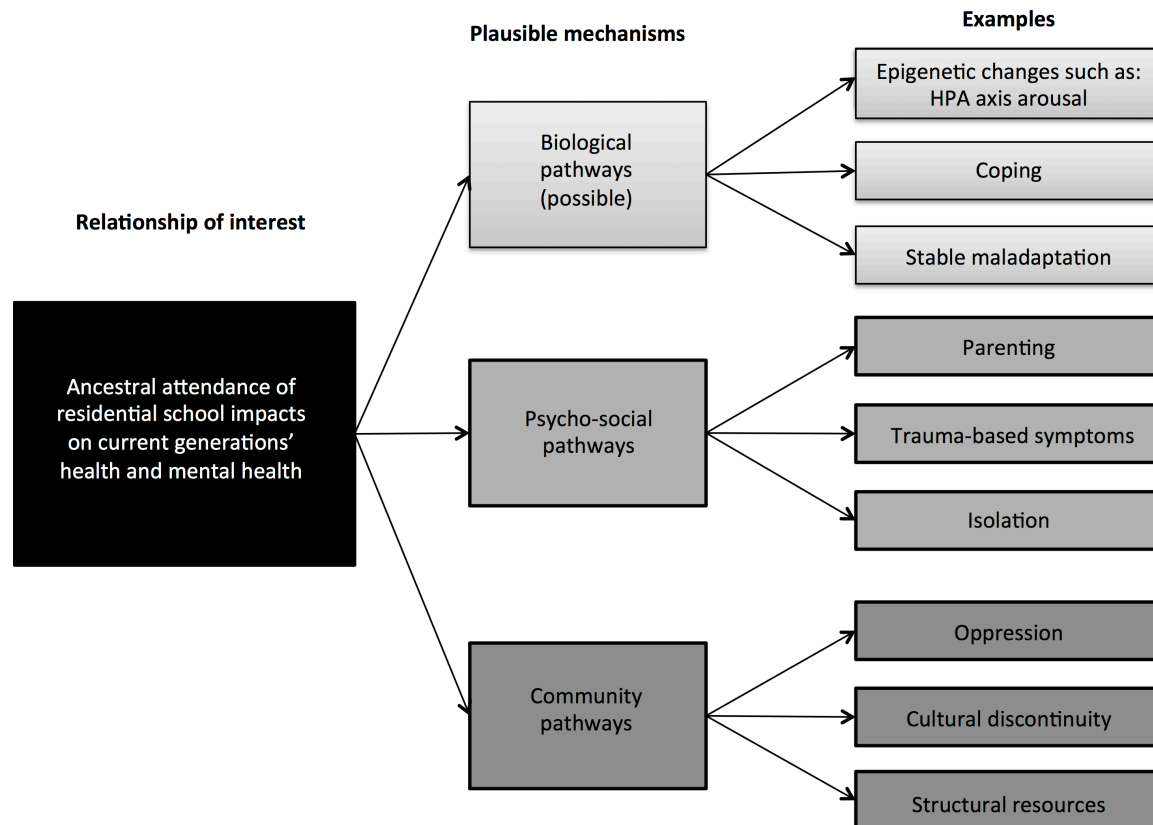 Plausible mechanisms
Examples
Relationship of interest
Ancestral attendance of
residential school impacts
on current generations’
health and mental health
Biological
pathways
(possible)
Epigenetic changes such as:
HPA axis arousal
Coping
Stable maladaptation
Psycho-social
pathways
Parenting
Trauma-based symptoms
Isolation
Community
pathways
Oppression
Cultural discontinuity
Structural resources